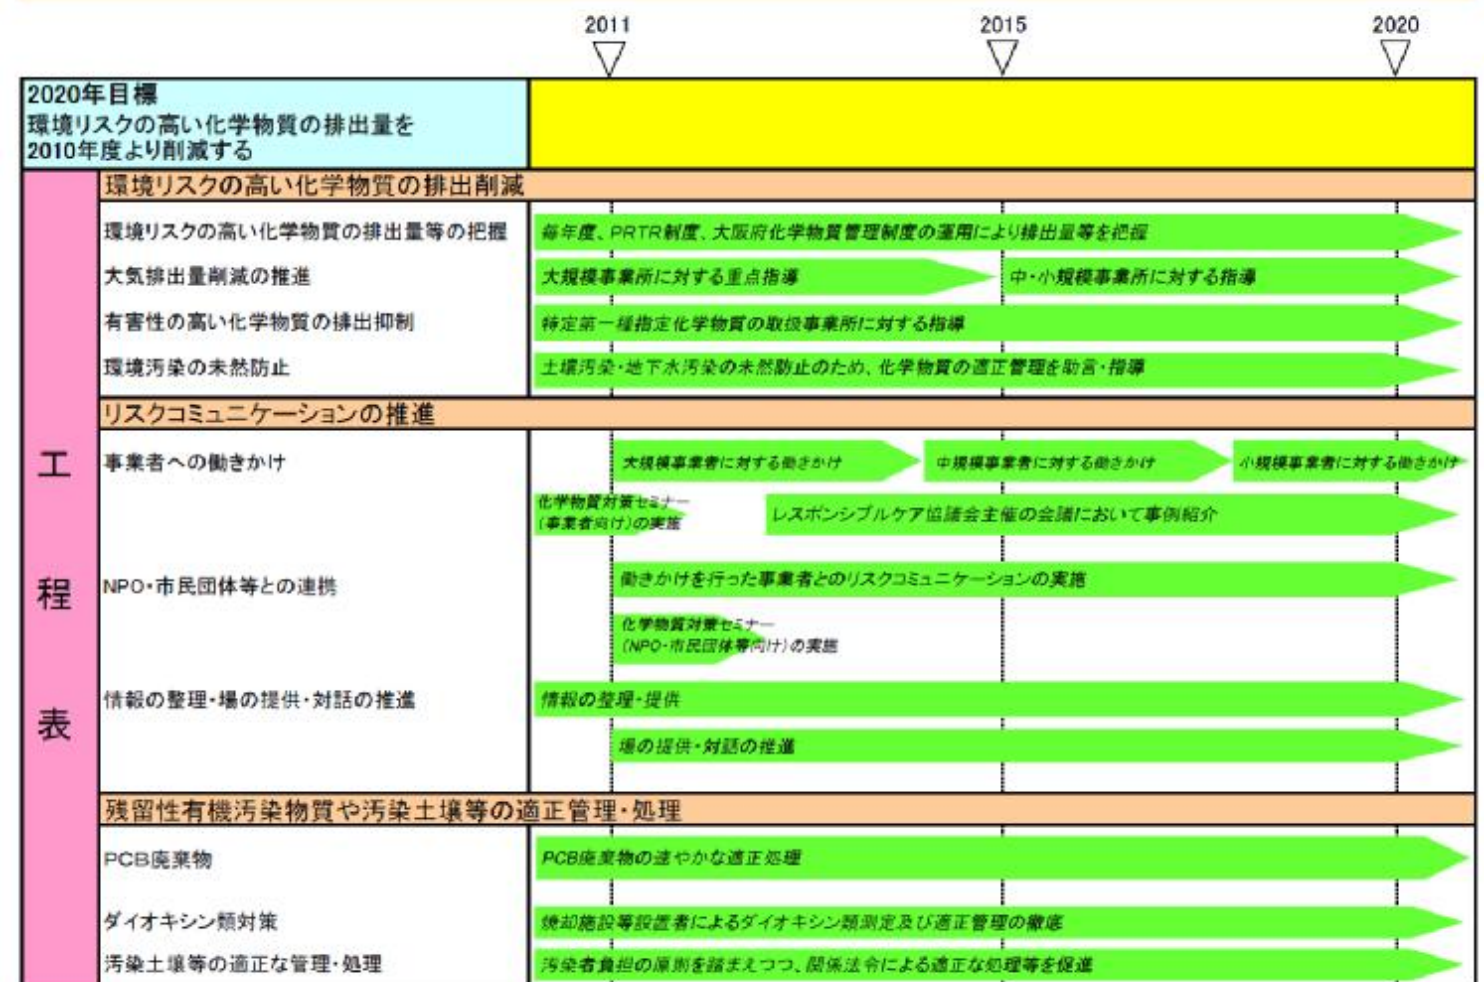 2011
2015
2020
2020年目標
環境リスクの高い化学物質の排出量を
2010年度より削減する
工程表
環境リスクの高い化学物質の排出削減
環境リスクの高い化学物質の排出量等の把握
毎年度、PRTR制度、大阪府化学物質管理制度の運用により排出量等を把握
大気排出量削減の推進
大規模事業所に対する重点指導
中・小規模事業所に対する指導
有害性の高い化学物質の排出抑制
特定第一種指定化学物質の取扱事業所に対する指導
環境汚染の未然防止
土壌汚染・地下水汚染の未然防止のため、化学物質の適正管理を助言・指導
リスクコミュニケーションの推進
事業者への働きかけ
大規模事業者に対する働きかけ
中規模事業者に対する働きかけ
小規模事業者に対する働きかけ
化学物質対策セミナー
(事業者向け)の実施
レスポンシブルケア協議会主催の会議において事例紹介
NPO・市民団体等との連携
働きかけを行った事業者とのリスクコミュニケーションの実施
化学物質対策セミナー
(NPO・市民団体等向け)の実施
情報の整理・場の提供・対話の推進
情報の整理・提供
場の提供・対話の推進
残留性有機汚染物質や汚染土壌等の適正管理・処理
PCB廃棄物
PCB廃棄物の速やかな適正処理
ダイオキシン類対策
焼却施設等設置者によるダイオキシン類測定及び適正管理の徹底
汚染土壌等の適正な管理・処理
汚染者負担の原則を踏まえつつ、関係法令による適正な処理等を促進